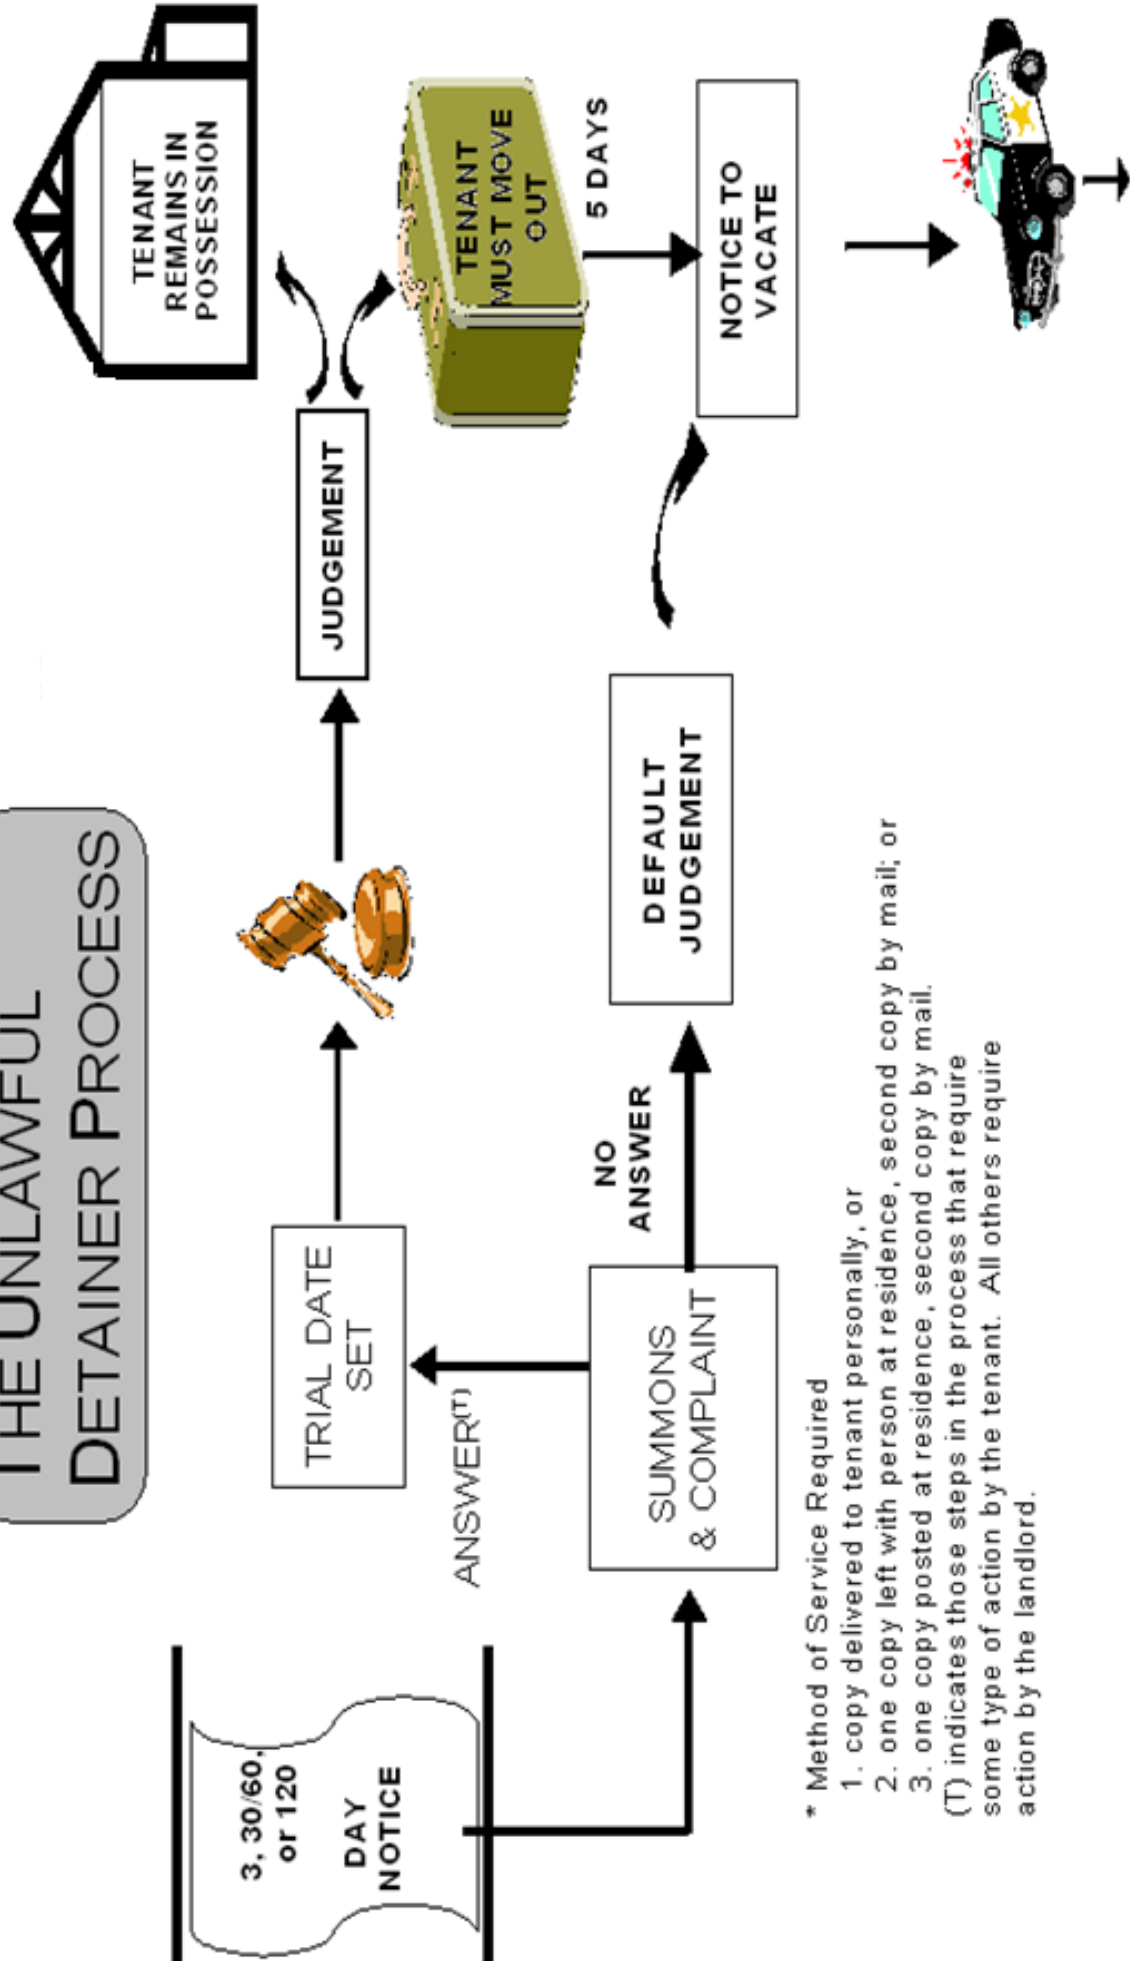 THE UNLAWFUL
DETAINER PROCESS
3, 30/60,
or 120
DAY
NOTICE
TRIAL DATE
SET
ANSWER(T)
SUMMONS
& COMPLAINT
NO
ANSWER
DEFAULT
JUDGEMENT
JUDGEMENT
TENANT
REMAINS IN
POSSESSION
TENANT
MUST MOVE
OUT
5 DAYS
NOTICE TO
VACATE
* Method of Service Required
1. copy delivered to tenant personally, or
2. one copy left with person at residence, second copy by mail; or
3. one copy posted at residence, second copy by mail.
(T) indicates those steps in the process that require
some type of action by the tenant. All others require
action by the landlord.